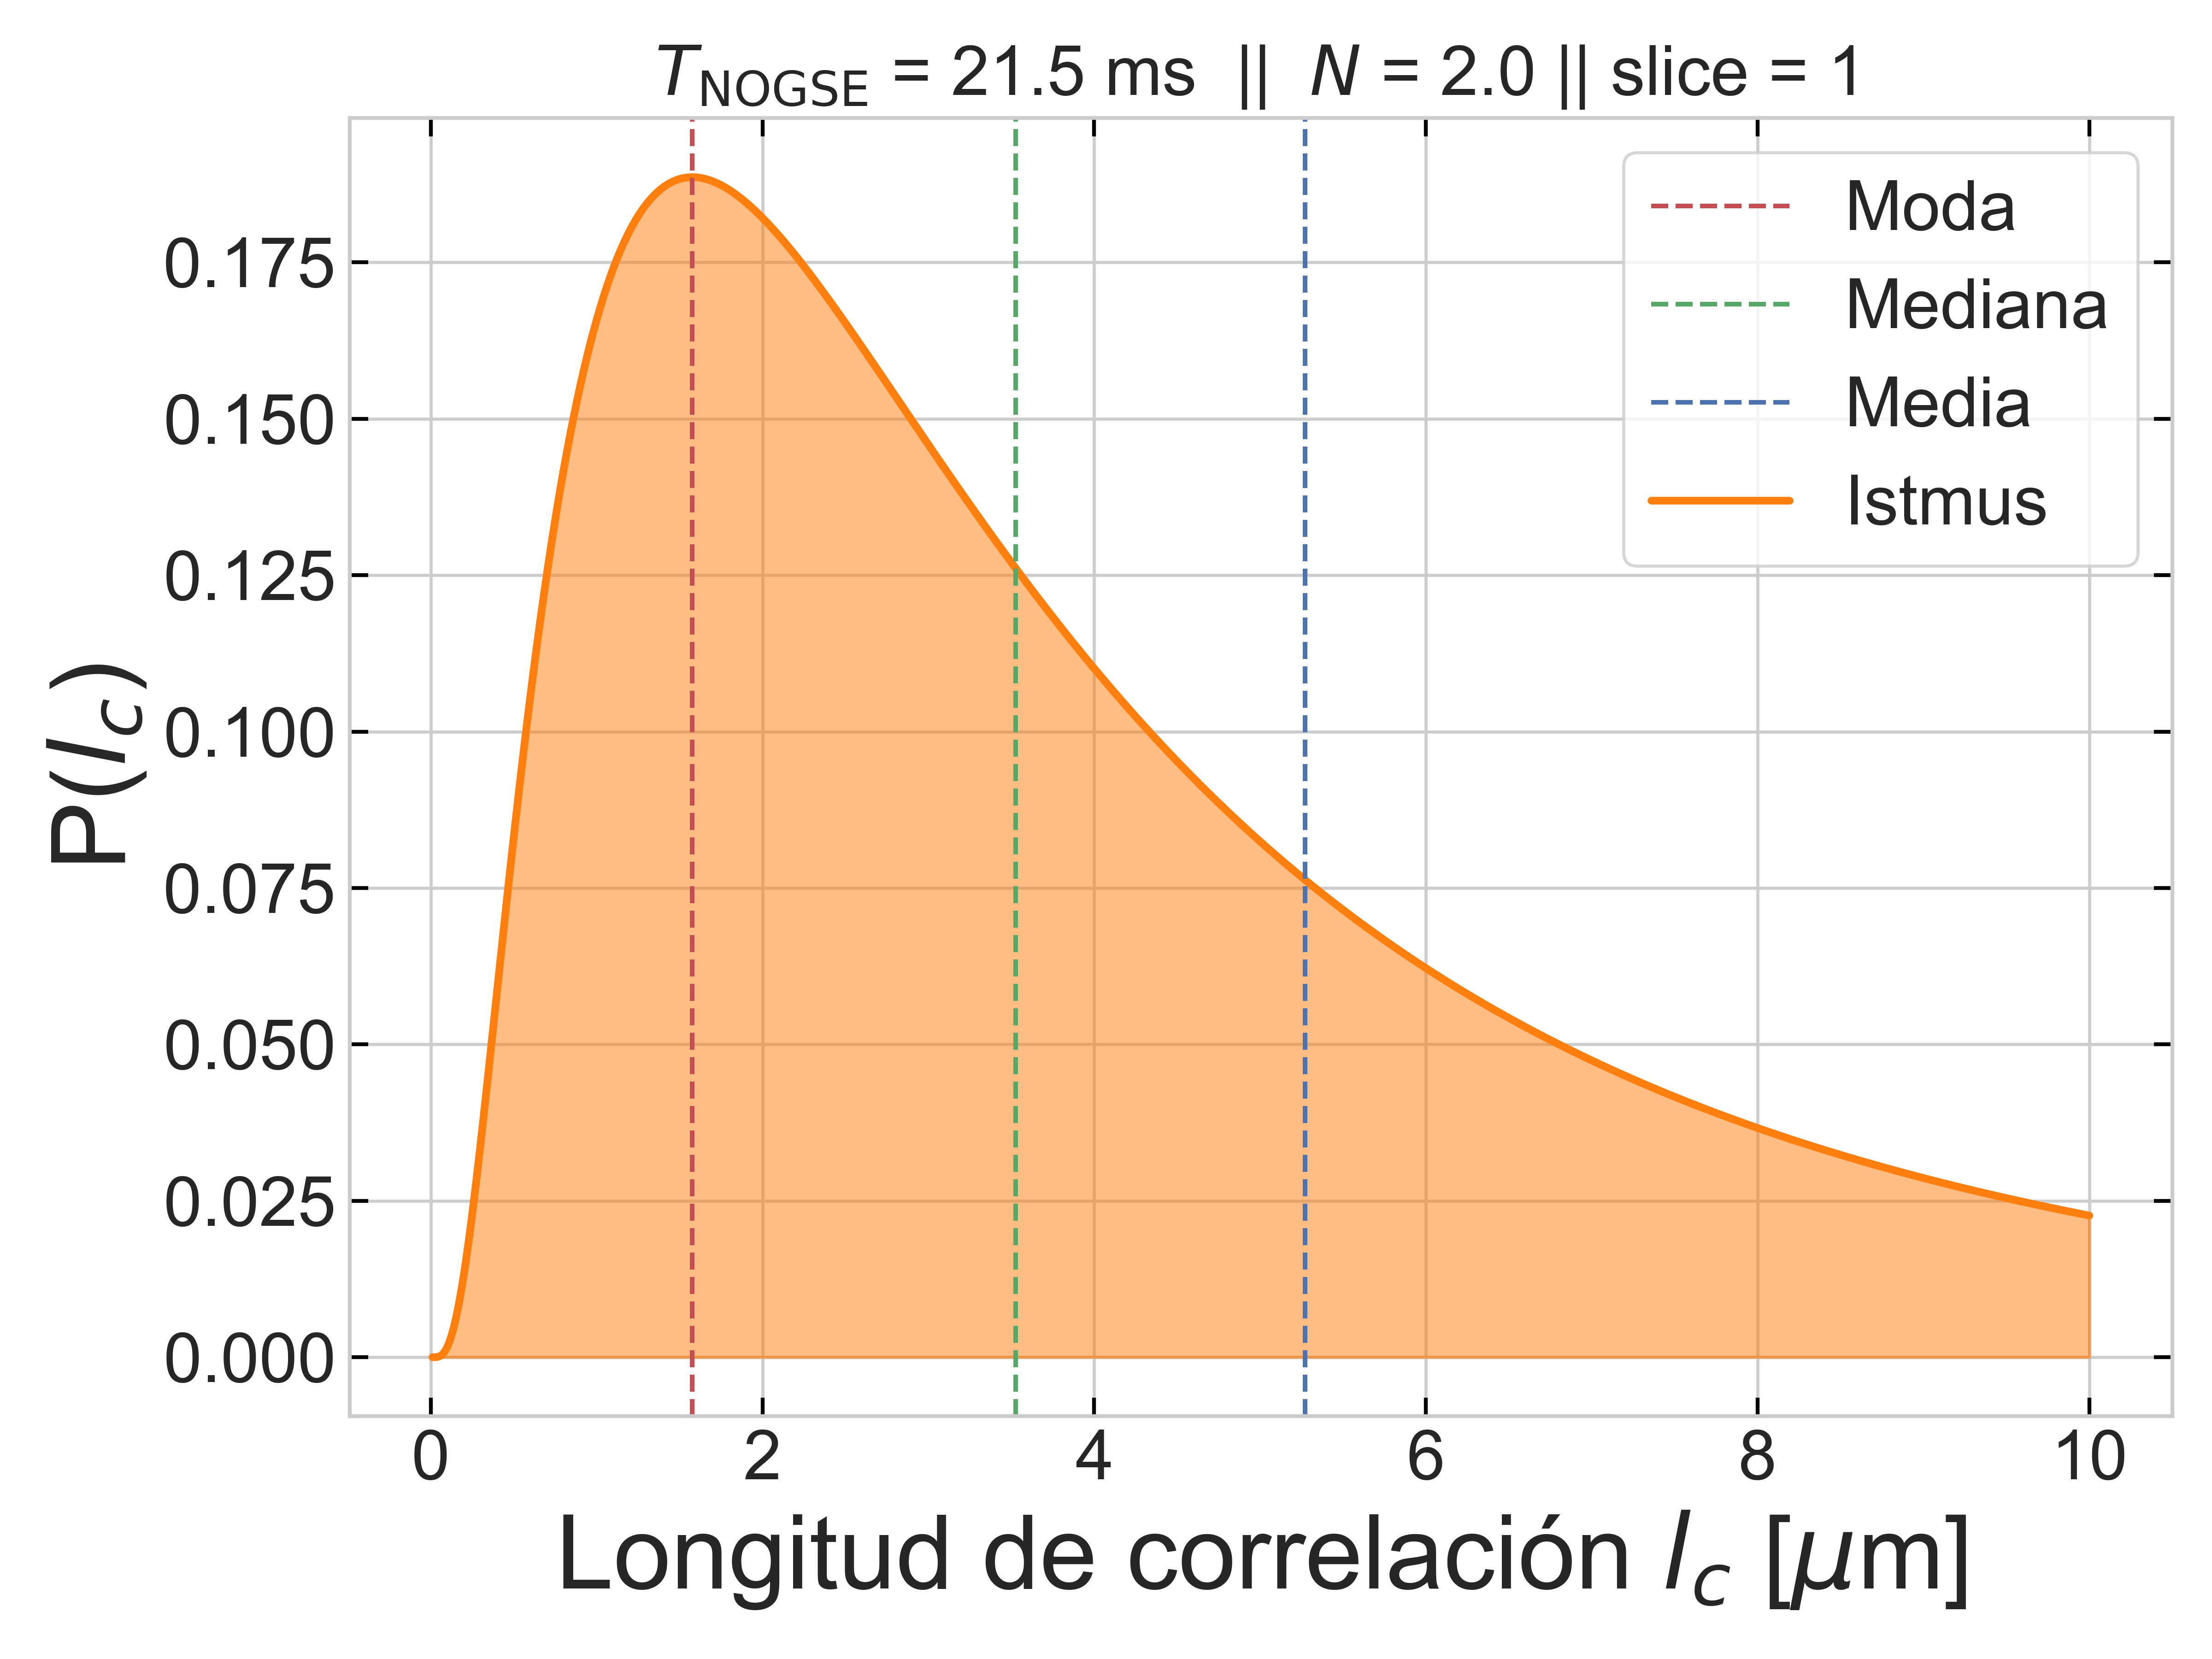 T_NOGSE = 21.5 ms || N = 2.0 || slice = 1
Moda
Mediana
Media
Istmus
P(l_c)
0.175
0.150
0.125
0.100
0.075
0.050
0.025
0.000
0 2 4 6 8 10
Longitud de correlación l_c [μm]